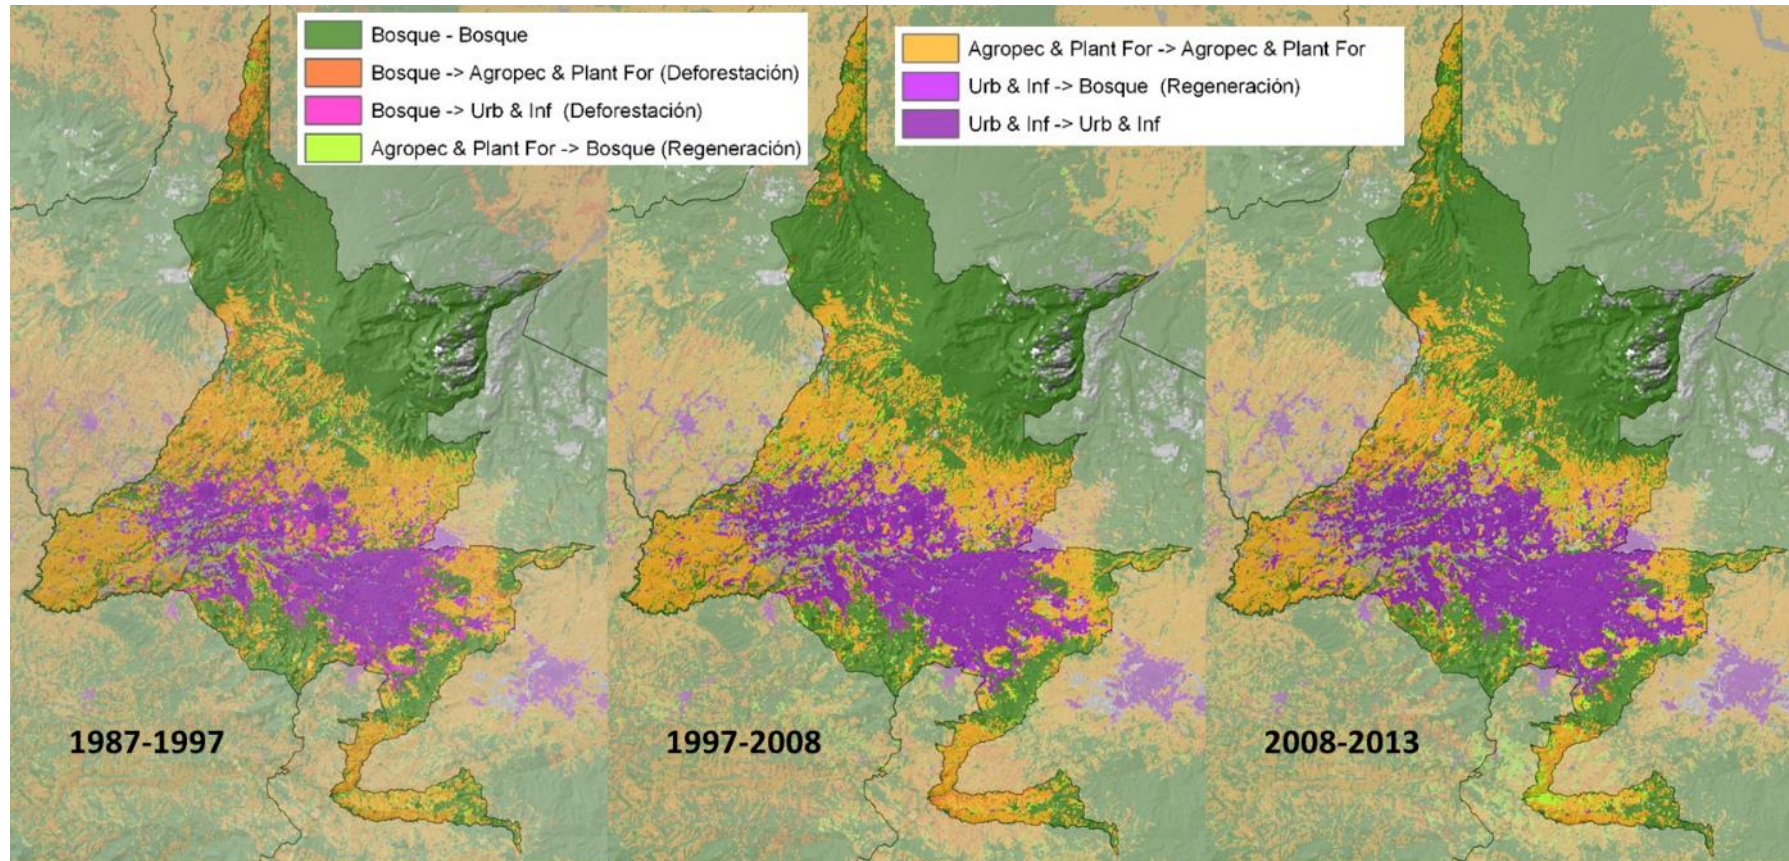 Bosque - Bosque
Bosque -> Agropec & Plant For (Deforestación)
Bosque -> Urb & Inf (Deforestación)
Agropec & Plant For -> Bosque (Regeneración)
Agropec & Plant For -> Agropec & Plant For
Urb & Inf -> Bosque (Regeneración)
Urb & Inf -> Urb & Inf
1987-1997
1997-2008
2008-2013